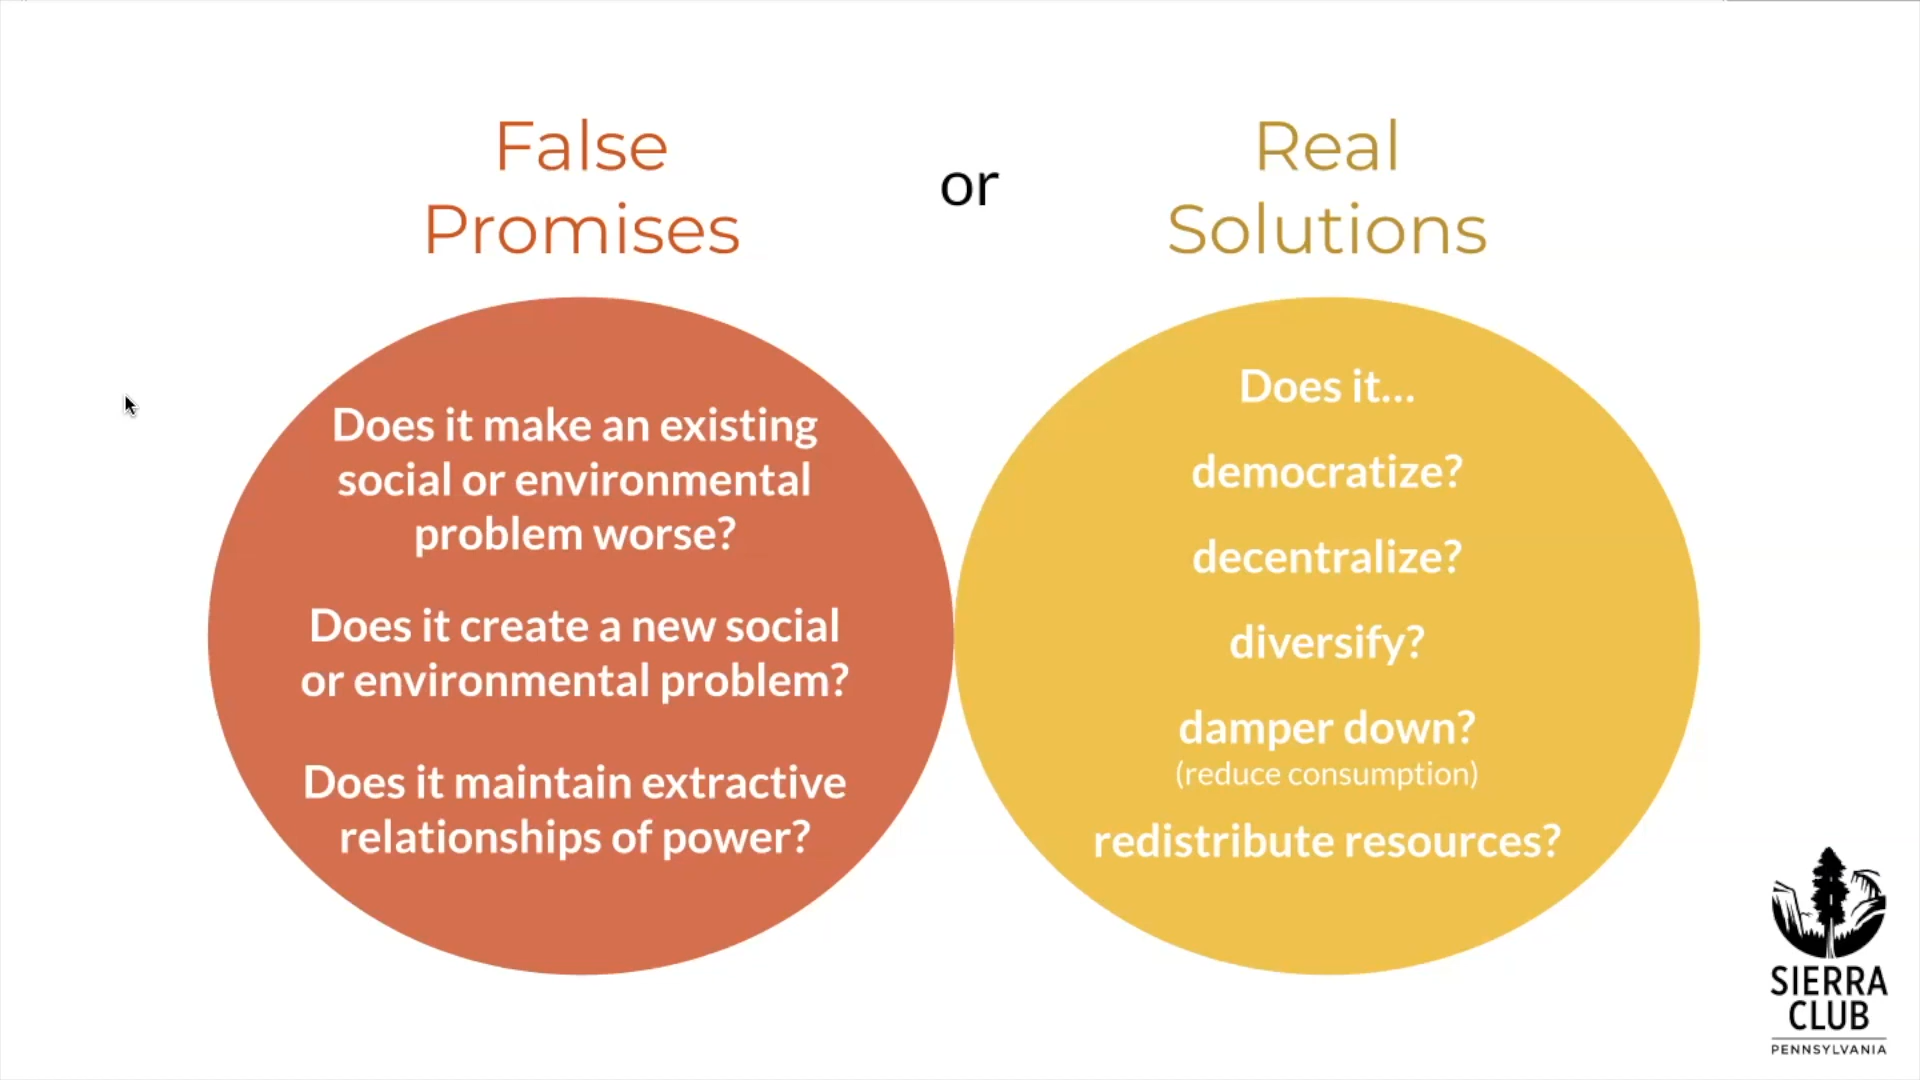 False
Promises
or
Real
Solutions
Does it make an existing
social or environmental
problem worse?
Does it create a new social
or environmental problem?
Does it maintain extractive
relationships of power?
Does it...
democratize?
decentralize?
diversify?
damper down?
(reduce consumption)
redistribute resources?
SIERRA
CLUB
PENNSYLVANIA